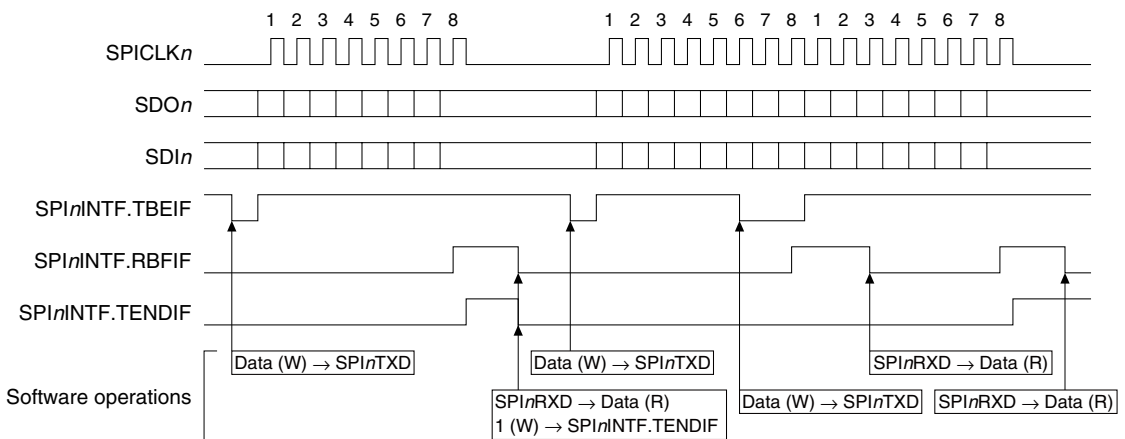 1 2 3 4 5 6 7 8 1 2 3 4 5 6 7 8 1 2 3 4 5 6 7 8
SPICLKn
SDOn
SDIn
SPInINTF.TBEIF
SPInINTF.RBFIF
SPInINTF.TENDIF
Software operations
Data (W) → SPInTXD
Data (W) → SPInTXD
SPInRXD → Data (R)
SPInRXD → Data (R)
1 (W) → SPInINTF.TENDIF
Data (W) → SPInTXD
SPInRXD → Data (R)